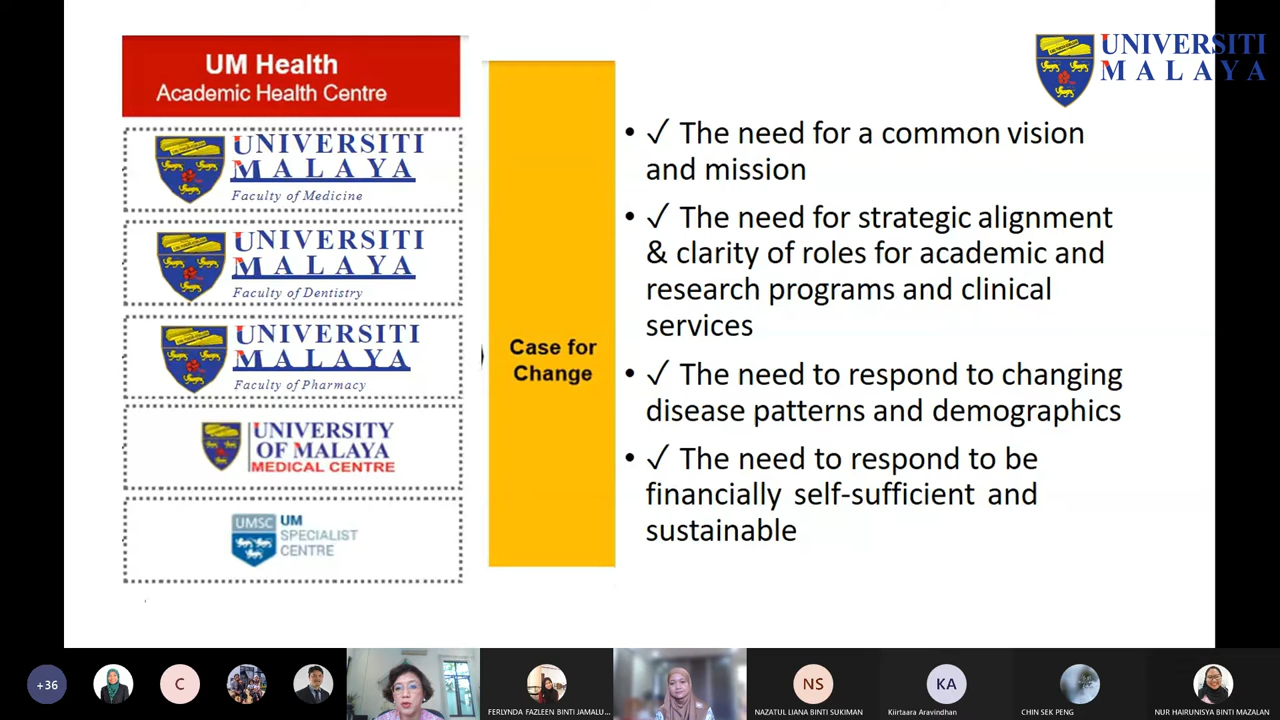 UNIVERSITI
MALAYA
UM Health
Academic Health Centre
UNIVERSITI
MALAYA
Faculty of Medicine
UNIVERSITI
MALAYA
Faculty of Dentistry
UNIVERSITI
MALAYA
Faculty of Pharmacy
UNIVERSITY
OF MALAYA
MEDICAL CENTRE
UMSC
UM
SPECIALIST
CENTRE
Case for
Change
• ✓ The need for a common vision
and mission
• ✓ The need for strategic alignment
& clarity of roles for academic and
research programs and clinical
services
• ✓ The need to respond to changing
disease patterns and demographics
• ✓ The need to respond to be
financially self-sufficient and
sustainable
+36
C
FERLYNDA FAZLEEN BINTI JAMALU...
NS
NAZATUL LIANA BINTI SUKIMAN
KA
Kiirtaara Aravindhan
CHIN SEK PENG
NUR HAIRUNISYA BINTI MAZALAN